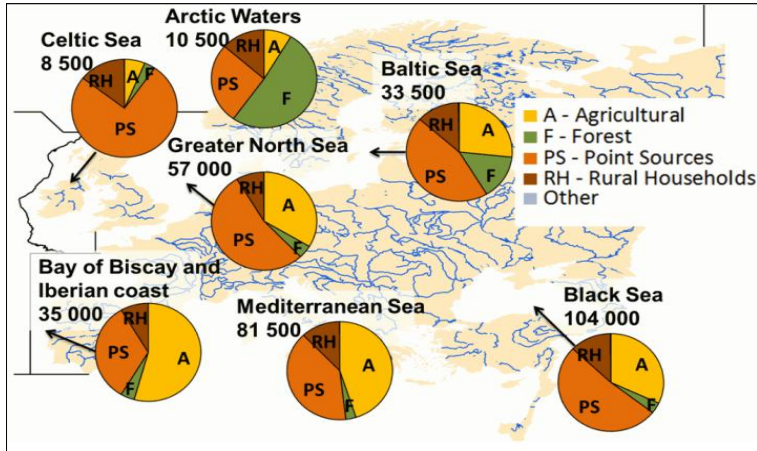 Arctic Waters
10 500
RH
A
PS
F
Celtic Sea
8 500
RH
A
F
PS
Baltic Sea
33 500
RH
A
PS
F
A - Agricultural
F - Forest
PS - Point Sources
RH - Rural Households
Other
Greater North Sea
57 000
RH
A
PS
F
Bay of Biscay and
Iberian coast
35 000
RH
PS
A
F
Mediterranean Sea
81 500
RH
A
PS
F
Black Sea
104 000
RH
A
PS
F